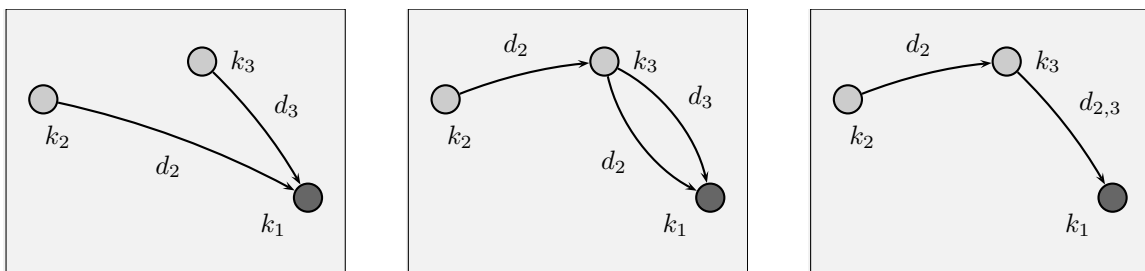 k₃
d₃
k₂
d₂
k₁
d₂
k₃
d₃
k₂
d₂
k₁
d₂
k₃
d₂,₃
k₂
k₁